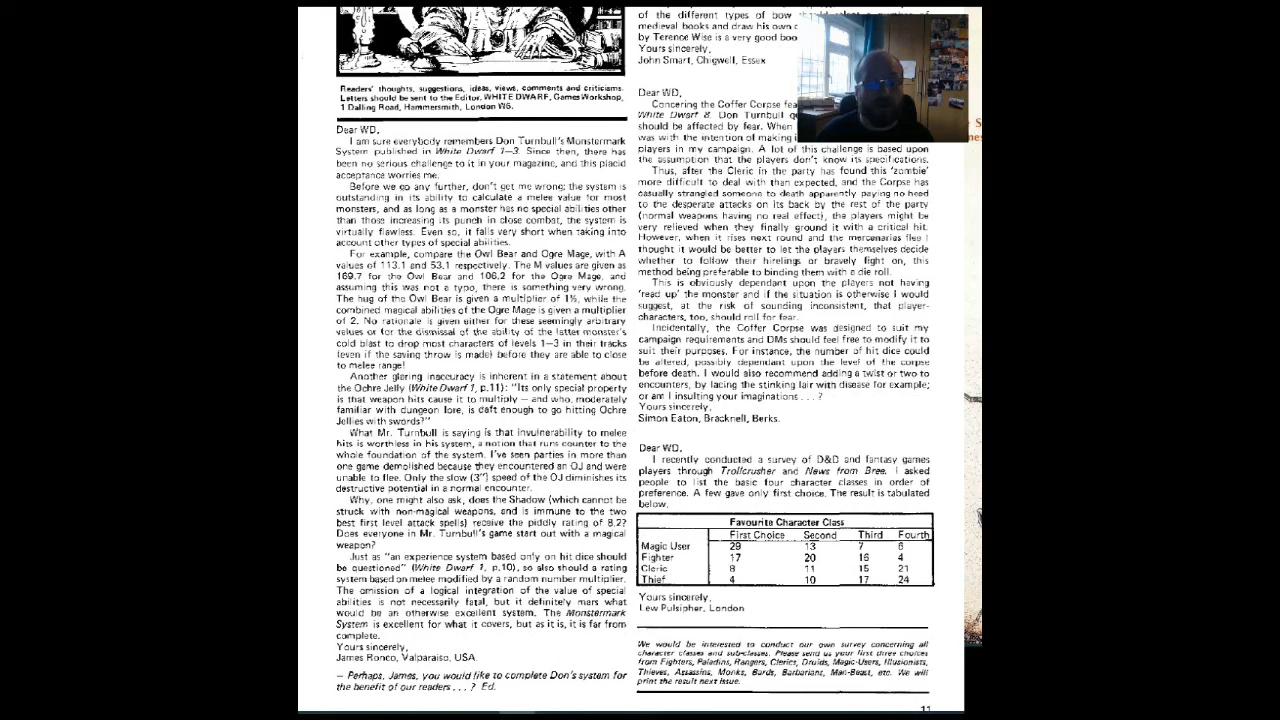 Readers' thoughts, suggestions, ideas, views, comments and criticisms.
Letters should be sent to the Editor, WHITE DWARF, Games Workshop,
1 Dalling Road, Hammersmith, London W6.
Dear WD,
I am sure everybody remembers Don Turnbull's Monstermark
System published in White Dwarf 1–3. Since then, there has
been no serious challenge to it in your magazine, and this placid
acceptance worries me.
Before we go any further, don't get me wrong; the system is
outstanding in its ability to calculate a melee value for most
monsters, and as long as a monster has no special abilities other
than those increasing its punch in close combat, the system is
virtually flawless. Even so, it falls very short when taking into
account other types of special abilities.
For example, compare the Owl Bear and Ogre Mage, with A
values of 113.1 and 53.1 respectively. The M values are given as
169.7 for the Owl Bear and 106.2 for the Ogre Mage, and
assuming this was not a typo, there is something very wrong.
The hug of the Owl Bear is given a multiplier of 1½, while the
combined magical abilities of the Ogre Mage is given a multiplier
of 2. No rationale is given either for these seemingly arbitrary
values or for the dismissal of the ability of the latter monster's
cold blast to drop most characters of levels 1–3 in their tracks
(even if the saving throw is made) before they are able to close
to melee range!
Another glaring inaccuracy is inherent in a statement about
the Ochre Jelly (White Dwarf 1, p.11): "Its only special property
is that weapon hits cause it to multiply – and who, moderately
familiar with dungeon lore, is daft enough to go hitting Ochre
Jellies with swords?"
What Mr. Turnbull is saying is that invulnerability to melee
hits is worthless in his system, a notion that runs counter to the
whole foundation of the system. I've seen parties in more than
one game demolished because they encountered an OJ and were
unable to flee. Only the slow (3") speed of the OJ diminishes its
destructive potential in a normal encounter.
Why, one might also ask, does the Shadow (which cannot be
struck with non-magical weapons, and is immune to the two
best first level attack spells) receive the piddly rating of 8.2?
Does everyone in Mr. Turnbull's game start out with a magical
weapon?
Just as "an experience system based only on hit dice should
be questioned" (White Dwarf 1, p.10), so also should a rating
system based on melee modified by a random number multiplier.
The omission of a logical integration of the value of special
abilities is not necessarily fatal, but it definitely mars what
would be an otherwise excellent system. The Monstermark
System is excellent for what it covers, but as it is, it is far from
complete.
Yours sincerely,
James Ronco, Valparaiso, USA.
– Perhaps, James, you would like to complete Don's system for
the benefit of our readers . . . ? Ed.
of the different types of bow
medieval books and draw his own
by Terence Wise is a very good
Yours sincerely,
John Smart, Chigwell, Essex
Dear WD,
Concering the Coffer Corpse
White Dwarf 8. Don Turnbull
should be affected by fear. When
was with the intention of making
players in my campaign. A lot of this challenge is based upon
the assumption that the players don't know its specifications.
Thus, after the Cleric in the party has found this 'zombie'
more difficult to deal with than expected, and the Corpse has
casually strangled someone to death apparently paying no heed
to the desperate attacks on its back by the rest of the party
(normal weapons having no real effect), the players might be
very relieved when they finally ground it with a critical hit.
However, when it rises next round and the mercenarias flee I
thought it would be better to let the players themselves decide
whether to follow their hirelings or bravely fight on, this
method being preferable to binding them with a die roll.
This is obviously dependant upon the players not having
'read up' the monster and if the situation is otherwise I would
suggest, at the risk of sounding inconsistent, that player-
characters, too, should roll for fear.
Incidentally, the Coffer Corpse was designed to suit my
campaign requirements and DMs should feel free to modify it to
suit their purposes. For instance, the number of hit dice could
be altered, possibly dependant upon the level of the corpse
before death. I would also recommend adding a twist or two to
encounters, by lacing the stinking lair with disease for example;
or am I insulting your imaginations . . . ?
Yours sincerely,
Simon Eaton, Bracknell, Berks.
Dear WD,
I recently conducted a survey of D&D and fantasy games
players through Trollcrusher and News from Bree. I asked
people to list the basic four character classes in order of
preference. A few gave only first choice. The result is tabulated
below.
Favourite Character Class
First Choice Second Third Fourth
Magic User 29 13 7 6
Fighter 17 20 16 4
Cleric 8 11 15 21
Thief 4 10 17 24
Yours sincerely,
Lew Pulsipher, London
We would be interested to conduct our own survey concerning all
character classes and sub-classes. Please send us your first three choices
from Fighters, Paladins, Rangers, Clerics, Druids, Magic-Users, Illusionists,
Thieves, Assassins, Monks, Bards, Barbarians, Man-Beast, etc. We will
print the result next issue.
11